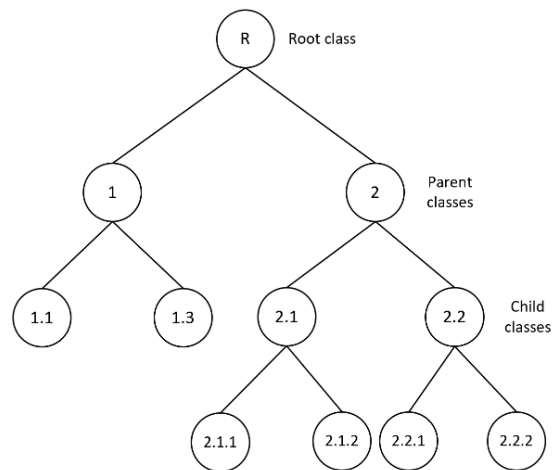 R
Root class
1
2
Parent
classes
1.1
1.3
2.1
2.2
Child
classes
2.1.1
2.1.2
2.2.1
2.2.2